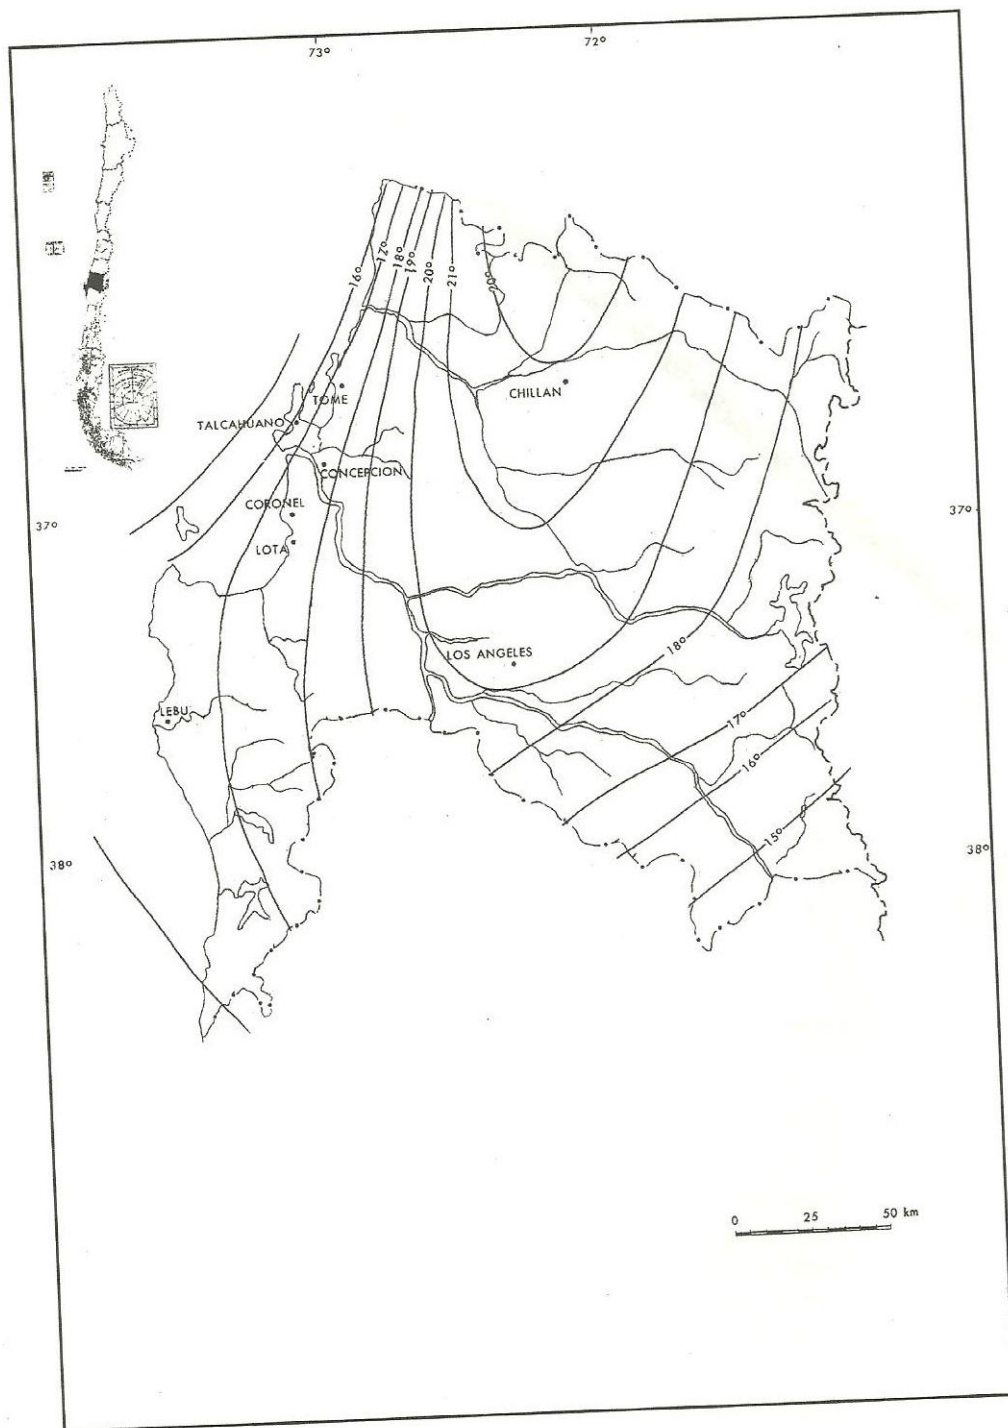 73°
72°
16°
17°
18°
19°
20°
21°
20°
TOME
CHILLAN
TALCAHUANO
CONCEPCION
CORONEL
37°
37°
LOTA
LOS ANGELES
18°
LEBU
17°
16°
15°
38°
38°
0 25 50 km